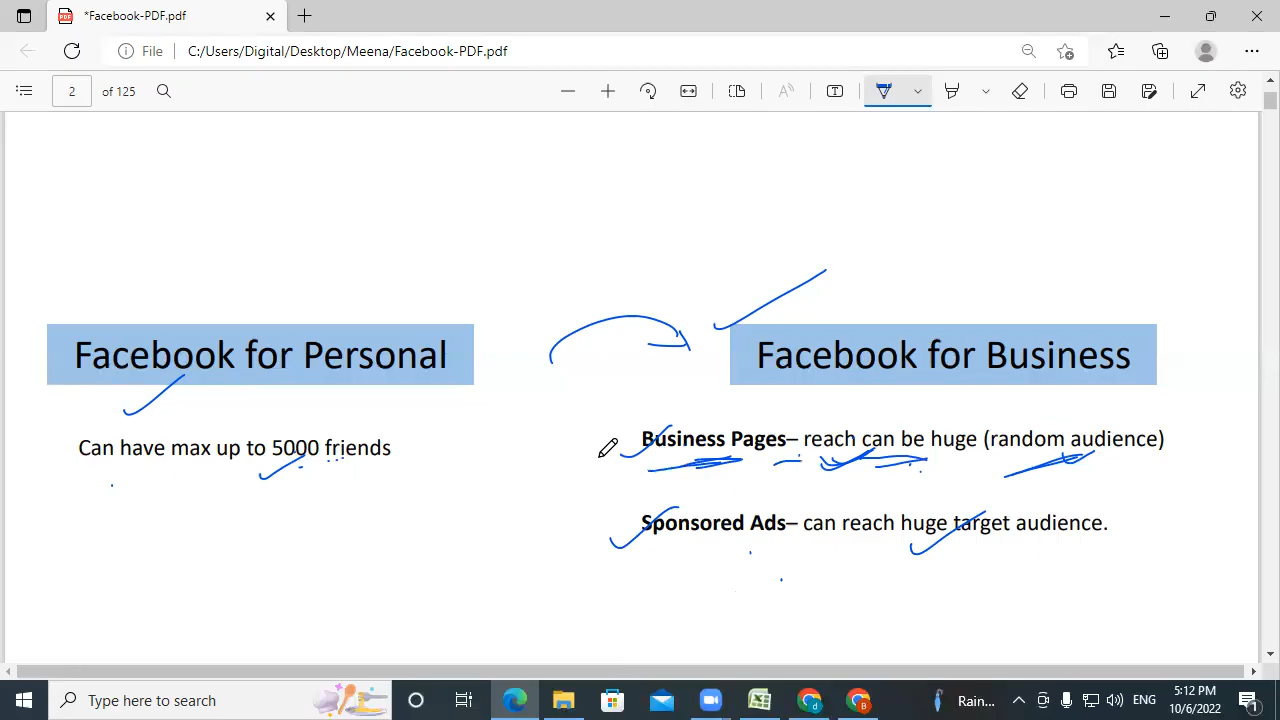 *Facebook-PDF.pdf
File C:/Users/Digital/Desktop/Meena/Facebook-PDF.pdf
2 of 125
Facebook for Personal
Facebook for Business
Can have max up to 5000 friends
Business Pages– reach can be huge (random audience)
Sponsored Ads– can reach huge target audience.
Type here to search
Rain...
ENG
5:12 PM
10/6/2022
1